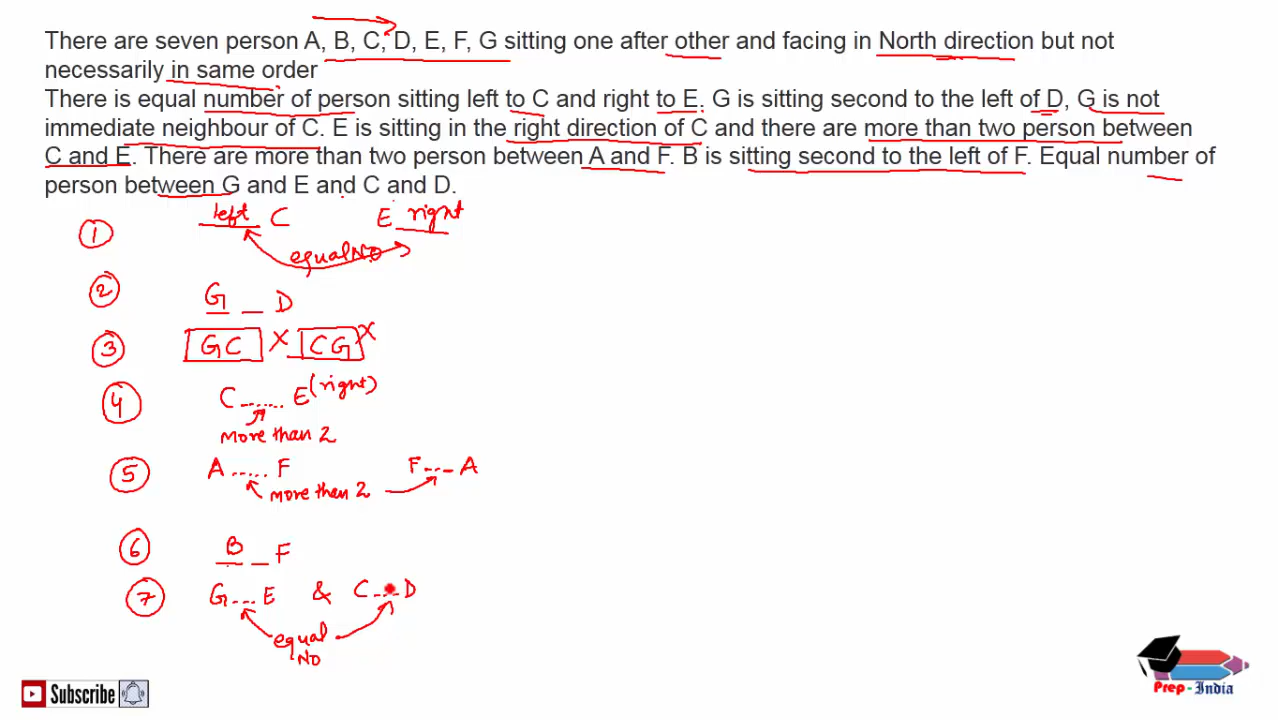 There are seven person A, B, C, D, E, F, G sitting one after other and facing in North direction but not
necessarily in same order
There is equal number of person sitting left to C and right to E. G is sitting second to the left of D, G is not
immediate neighbour of C. E is sitting in the right direction of C and there are more than two person between
C and E. There are more than two person between A and F. B is sitting second to the left of F. Equal number of
person between G and E and C and D.
1 left C E right
equal NO
2 G _ D
3 GC X CG X
4 C ...... E (right)
More than 2
5 A ..... F F ... A
More than 2
6 B _ F
7 G ... E & C ... D
equal
NO
Subscribe
Prep - India